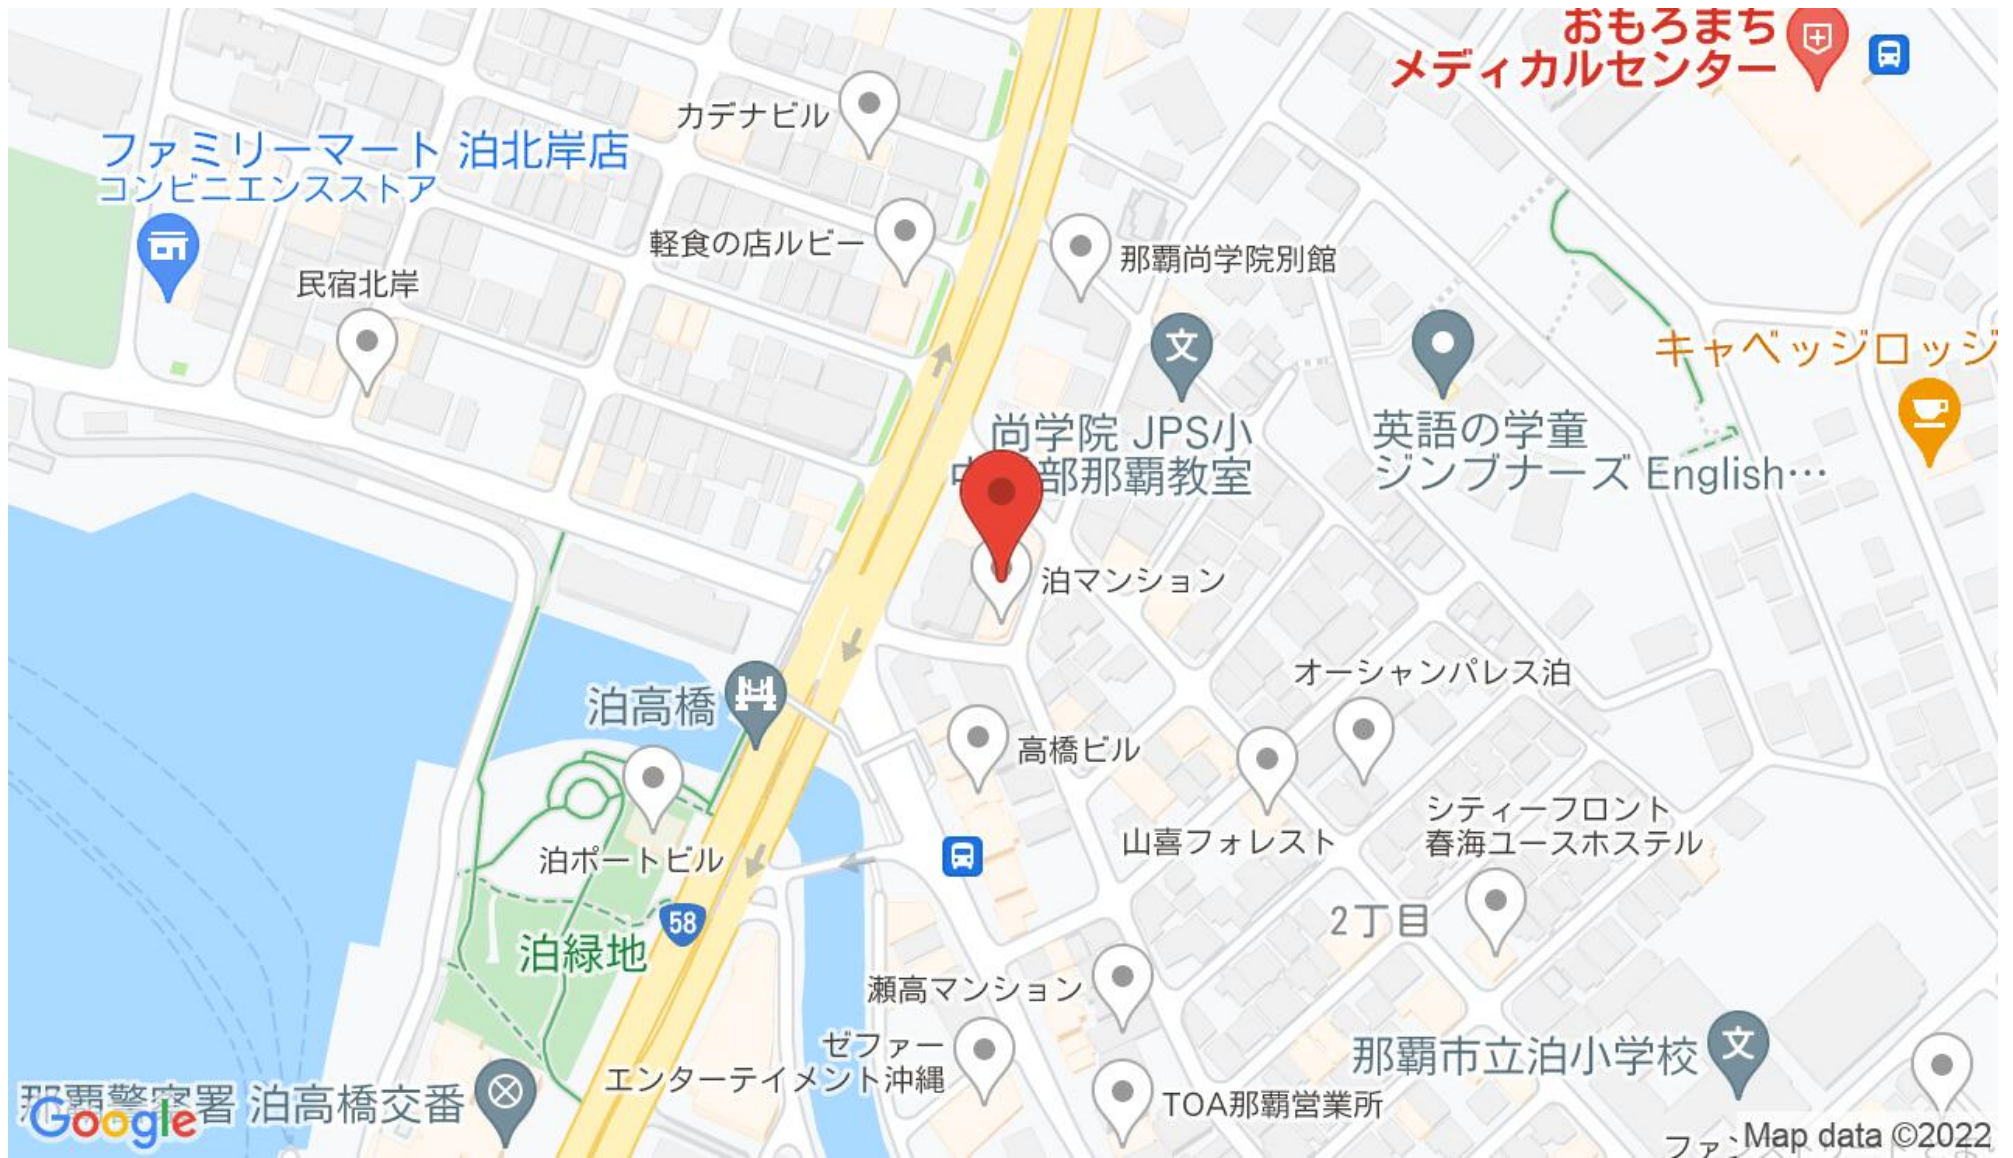 おもろまち
メディカルセンター
カデナビル
ファミリーマート 泊北岸店
コンビニエンスストア
軽食の店ルビー
那覇尚学院別館
民宿北岸
キャベッジロッジ
尚学院 JPS小
部那覇教室
英語の学童
ジンブナーズ English…
泊マンション
オーシャンパレス泊
泊高橋
高橋ビル
シティーフロント
春海ユースホステル
山喜フォレスト
泊ポートビル
58
2丁目
泊緑地
瀬高マンション
ゼファー
エンターテイメント沖縄
那覇市立泊小学校
那覇警察署 泊高橋交番
TOA那覇営業所
Google
Map data ©2022